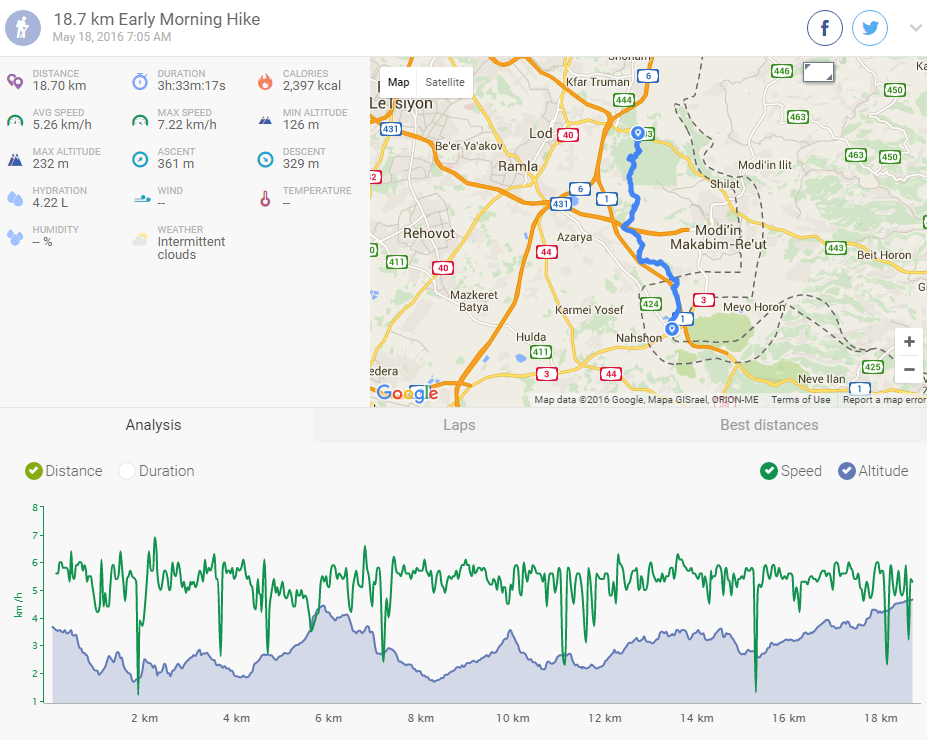 18.7 km Early Morning Hike
May 18, 2016 7:05 AM
DISTANCE
18.70 km
DURATION
3h:33m:17s
CALORIES
2,397 kcal
AVG SPEED
5.26 km/h
MAX SPEED
7.22 km/h
MIN ALTITUDE
126 m
MAX ALTITUDE
232 m
ASCENT
361 m
DESCENT
329 m
HYDRATION
4.22 L
WIND
--
TEMPERATURE
--
HUMIDITY
-- %
WEATHER
Intermittent
clouds
Map Satellite
Shoham
6
446
Kfar Truman
444
450
LeTsiyon
463
431
Lod
40
Be'er Ya'akov
463
450
Ramla
Modi'in Ilit
Shilat
6
1
431
Rehovot
Azarya
Modi'in
Makabim-Re'ut
443
Beit Horon
44
411
40
Mazkeret
Batya
424
3
Meyo Horon
Karmei Yosef
1
Nahshon
Hulda
411
425
edera
3
44
Neve Ilan
1
+
−
Google
Map data ©2016 Google, Mapa GISrael, ORION-ME Terms of Use Report a map error
Analysis Laps Best distances
Distance Duration Speed Altitude
8
7
6
5
4
3
2
1
km/h
2 km 4 km 6 km 8 km 10 km 12 km 14 km 16 km 18 km